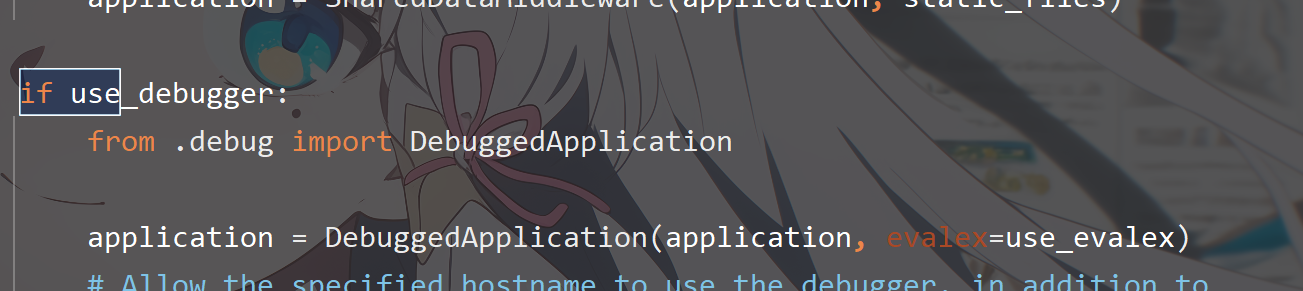 application = SharedDataMiddleware(application, static_files)
if use_debugger:
from .debug import DebuggedApplication
application = DebuggedApplication(application, evalex=use_evalex)
# Allow the specified hostname to use the debugger, in addition to